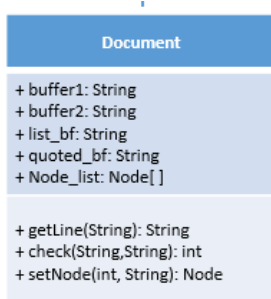 Document
+ buffer1: String
+ buffer2: String
+ list_bf: String
+ quoted_bf: String
+ Node_list: Node[ ]
+ getLine(String): String
+ check(String,String): int
+ setNode(int, String): Node